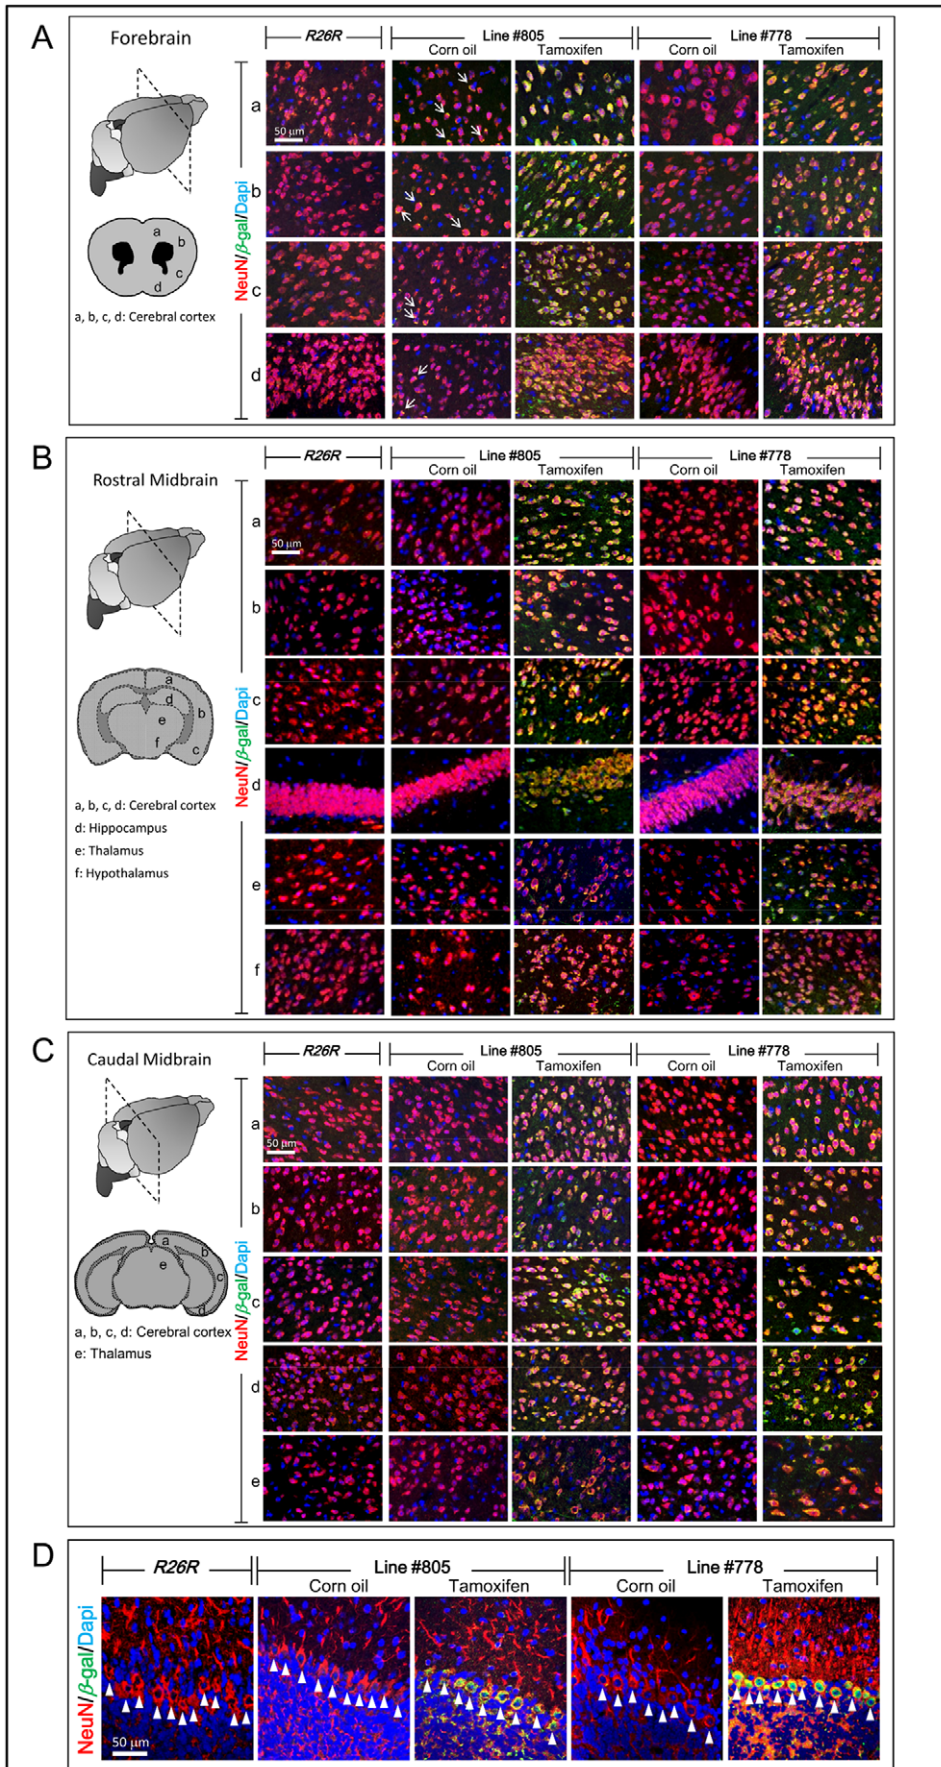 A
Forebrain
R26R
Line #805
Line #778
Corn oil
Tamoxifen
Corn oil
Tamoxifen
a
50 μm
b
c
d
NeuN/β-gal/Dapi
a
b
c
d
a, b, c, d: Cerebral cortex
B
Rostral Midbrain
R26R
Line #805
Line #778
Corn oil
Tamoxifen
Corn oil
Tamoxifen
a
50 μm
b
c
d
e
f
NeuN/β-gal/Dapi
a
d
b
e
f
c
a, b, c, d: Cerebral cortex
d: Hippocampus
e: Thalamus
f: Hypothalamus
C
Caudal Midbrain
R26R
Line #805
Line #778
Corn oil
Tamoxifen
Corn oil
Tamoxifen
a
50 μm
b
c
d
e
NeuN/β-gal/Dapi
a
b
e
c
d
a, b, c, d: Cerebral cortex
e: Thalamus
D
R26R
Line #805
Line #778
Corn oil
Tamoxifen
Corn oil
Tamoxifen
NeuN/β-gal/Dapi
50 μm